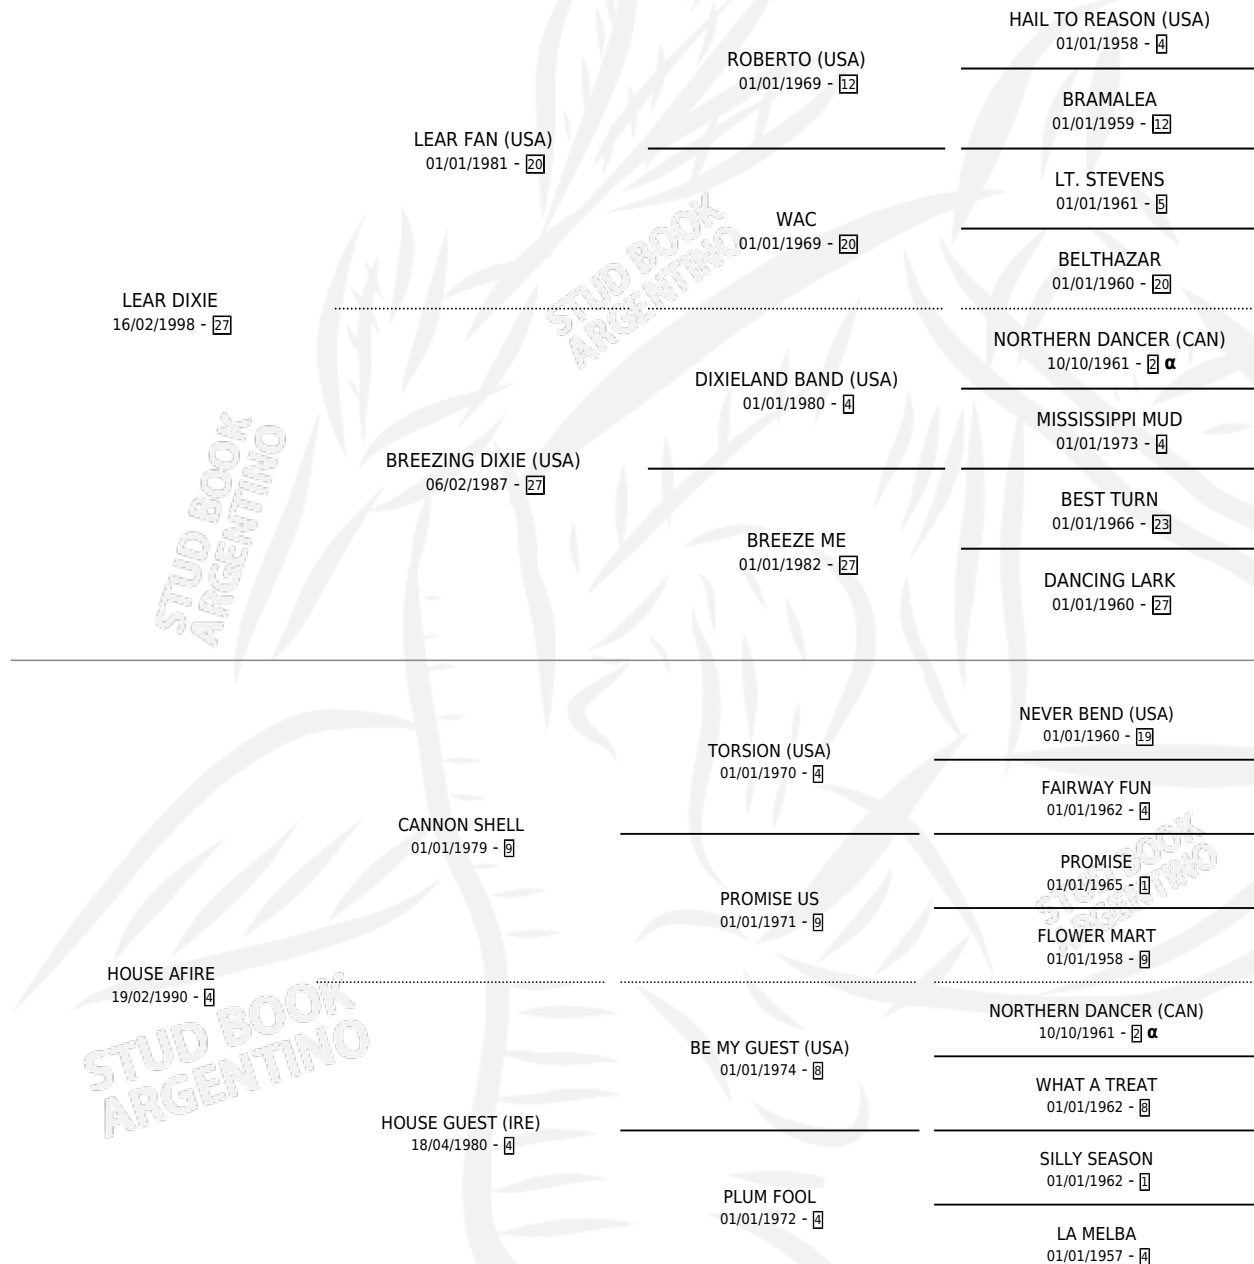 HAIL TO REASON (USA)
01/01/1958 - 4
ROBERTO (USA)
01/01/1969 - 12
BRAMALEA
01/01/1959 - 12
LEAR FAN (USA)
01/01/1981 - 20
LT. STEVENS
01/01/1961 - 5
WAC
01/01/1969 - 20
BELTHAZAR
01/01/1960 - 20
LEAR DIXIE
16/02/1998 - 27
NORTHERN DANCER (CAN)
10/10/1961 - 2 α
DIXIELAND BAND (USA)
01/01/1980 - 4
MISSISSIPPI MUD
01/01/1973 - 4
BREEZING DIXIE (USA)
06/02/1987 - 27
BEST TURN
01/01/1966 - 23
BREEZE ME
01/01/1982 - 27
DANCING LARK
01/01/1960 - 27
STUD BOOK
ARGENTINO
STUD BOOK
ARGENTINO
NEVER BEND (USA)
01/01/1960 - 19
TORSION (USA)
01/01/1970 - 4
FAIRWAY FUN
01/01/1962 - 4
CANNON SHELL
01/01/1979 - 9
PROMISE
01/01/1965 - 1
PROMISE US
01/01/1971 - 9
FLOWER MART
01/01/1958 - 9
STUD BOOK
ARGENTINO
HOUSE AFIRE
19/02/1990 - 4
NORTHERN DANCER (CAN)
10/10/1961 - 2 α
BE MY GUEST (USA)
01/01/1974 - 8
WHAT A TREAT
01/01/1962 - 8
HOUSE GUEST (IRE)
18/04/1980 - 4
SILLY SEASON
01/01/1962 - 1
PLUM FOOL
01/01/1972 - 4
LA MELBA
01/01/1957 - 4
STUD BOOK
ARGENTINO